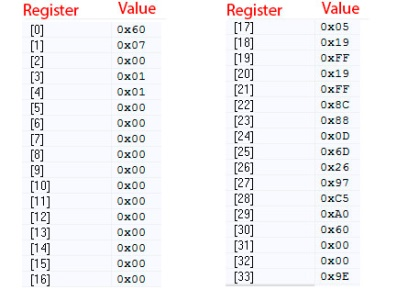 Register Value
[0] 0x60
[1] 0x07
[2] 0x00
[3] 0x01
[4] 0x01
[5] 0x00
[6] 0x00
[7] 0x00
[8] 0x00
[9] 0x00
[10] 0x00
[11] 0x00
[12] 0x00
[13] 0x00
[14] 0x00
[15] 0x00
[16] 0x00
Register Value
[17] 0x05
[18] 0x19
[19] 0xFF
[20] 0x19
[21] 0xFF
[22] 0x8C
[23] 0x88
[24] 0x0D
[25] 0x6D
[26] 0x26
[27] 0x97
[28] 0xC5
[29] 0xA0
[30] 0x60
[31] 0x00
[32] 0x00
[33] 0x9E